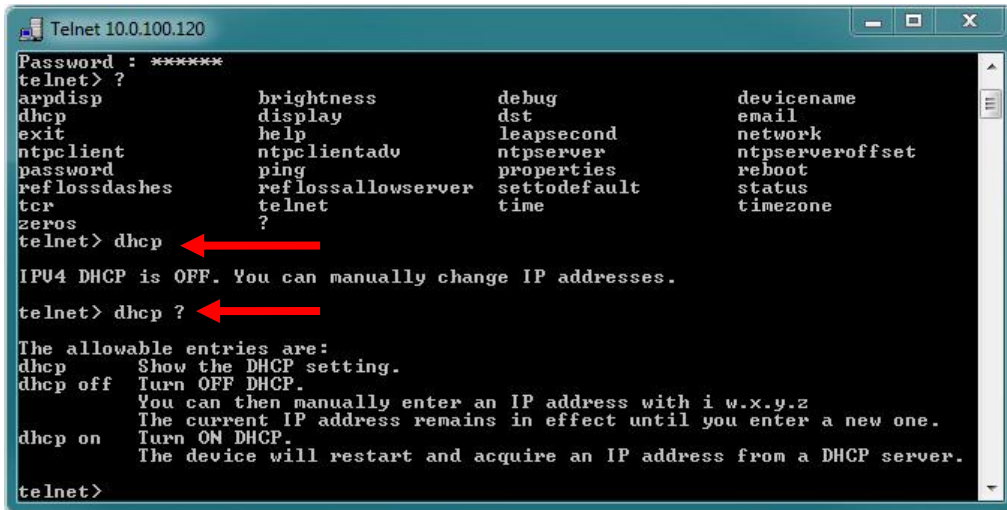 Telnet 10.0.100.120
Password : ******
telnet> ?
arpdisp brightness debug devicename
dhcp display dst email
exit help leapsecond network
ntpclient ntpclientadv ntpserver ntpserveroffset
password ping properties reboot
reflossdashes reflossallowserver settodefault status
tcr telnet time timezone
zeros ?
telnet> dhcp
IPV4 DHCP is OFF. You can manually change IP addresses.
telnet> dhcp ?
The allowable entries are:
dhcp Show the DHCP setting.
dhcp off Turn OFF DHCP.
You can then manually enter an IP address with i w.x.y.z
The current IP address remains in effect until you enter a new one.
dhcp on Turn ON DHCP.
The device will restart and acquire an IP address from a DHCP server.
telnet>